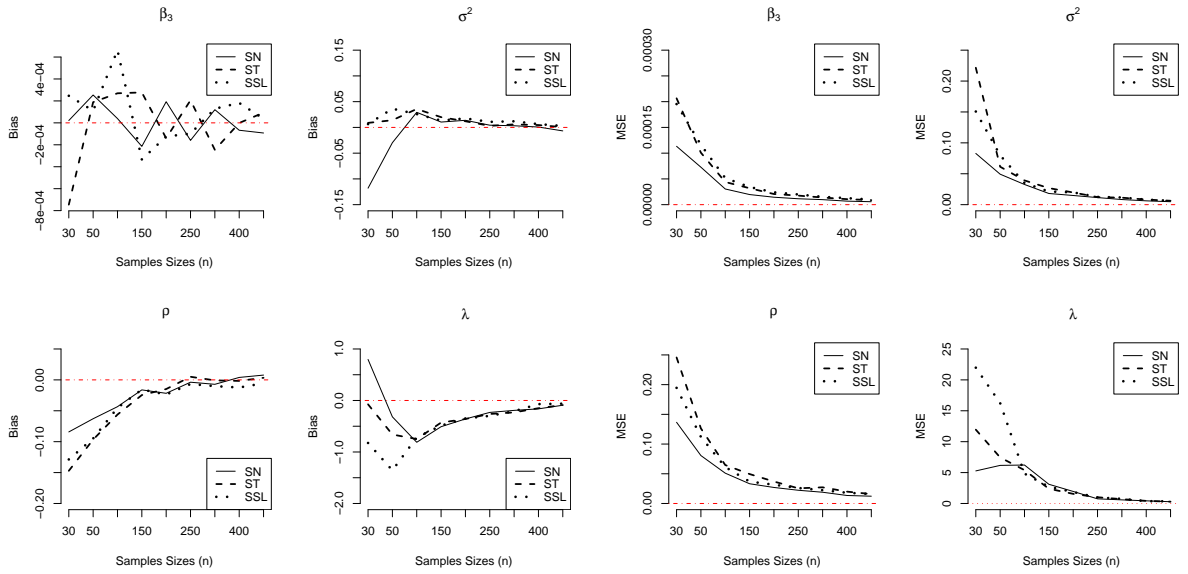 β₃
Bias
4e−04
−2e−04
−8e−04
SN
ST
SSL
30 50 150 250 400
Samples Sizes (n)
σ²
Bias
0.15
0.05
−0.05
−0.15
SN
ST
SSL
30 50 150 250 400
Samples Sizes (n)
β₃
MSE
0.00030
0.00015
0.00000
SN
ST
SSL
30 50 150 250 400
Samples Sizes (n)
σ²
MSE
0.20
0.10
0.00
SN
ST
SSL
30 50 150 250 400
Samples Sizes (n)
ρ
Bias
0.00
−0.10
−0.20
SN
ST
SSL
30 50 150 250 400
Samples Sizes (n)
λ
Bias
1.0
0.0
−1.0
−2.0
SN
ST
SSL
30 50 150 250 400
Samples Sizes (n)
ρ
MSE
0.20
0.10
0.00
SN
ST
SSL
30 50 150 250 400
Samples Sizes (n)
λ
MSE
25
20
15
10
5
0
SN
ST
SSL
30 50 150 250 400
Samples Sizes (n)